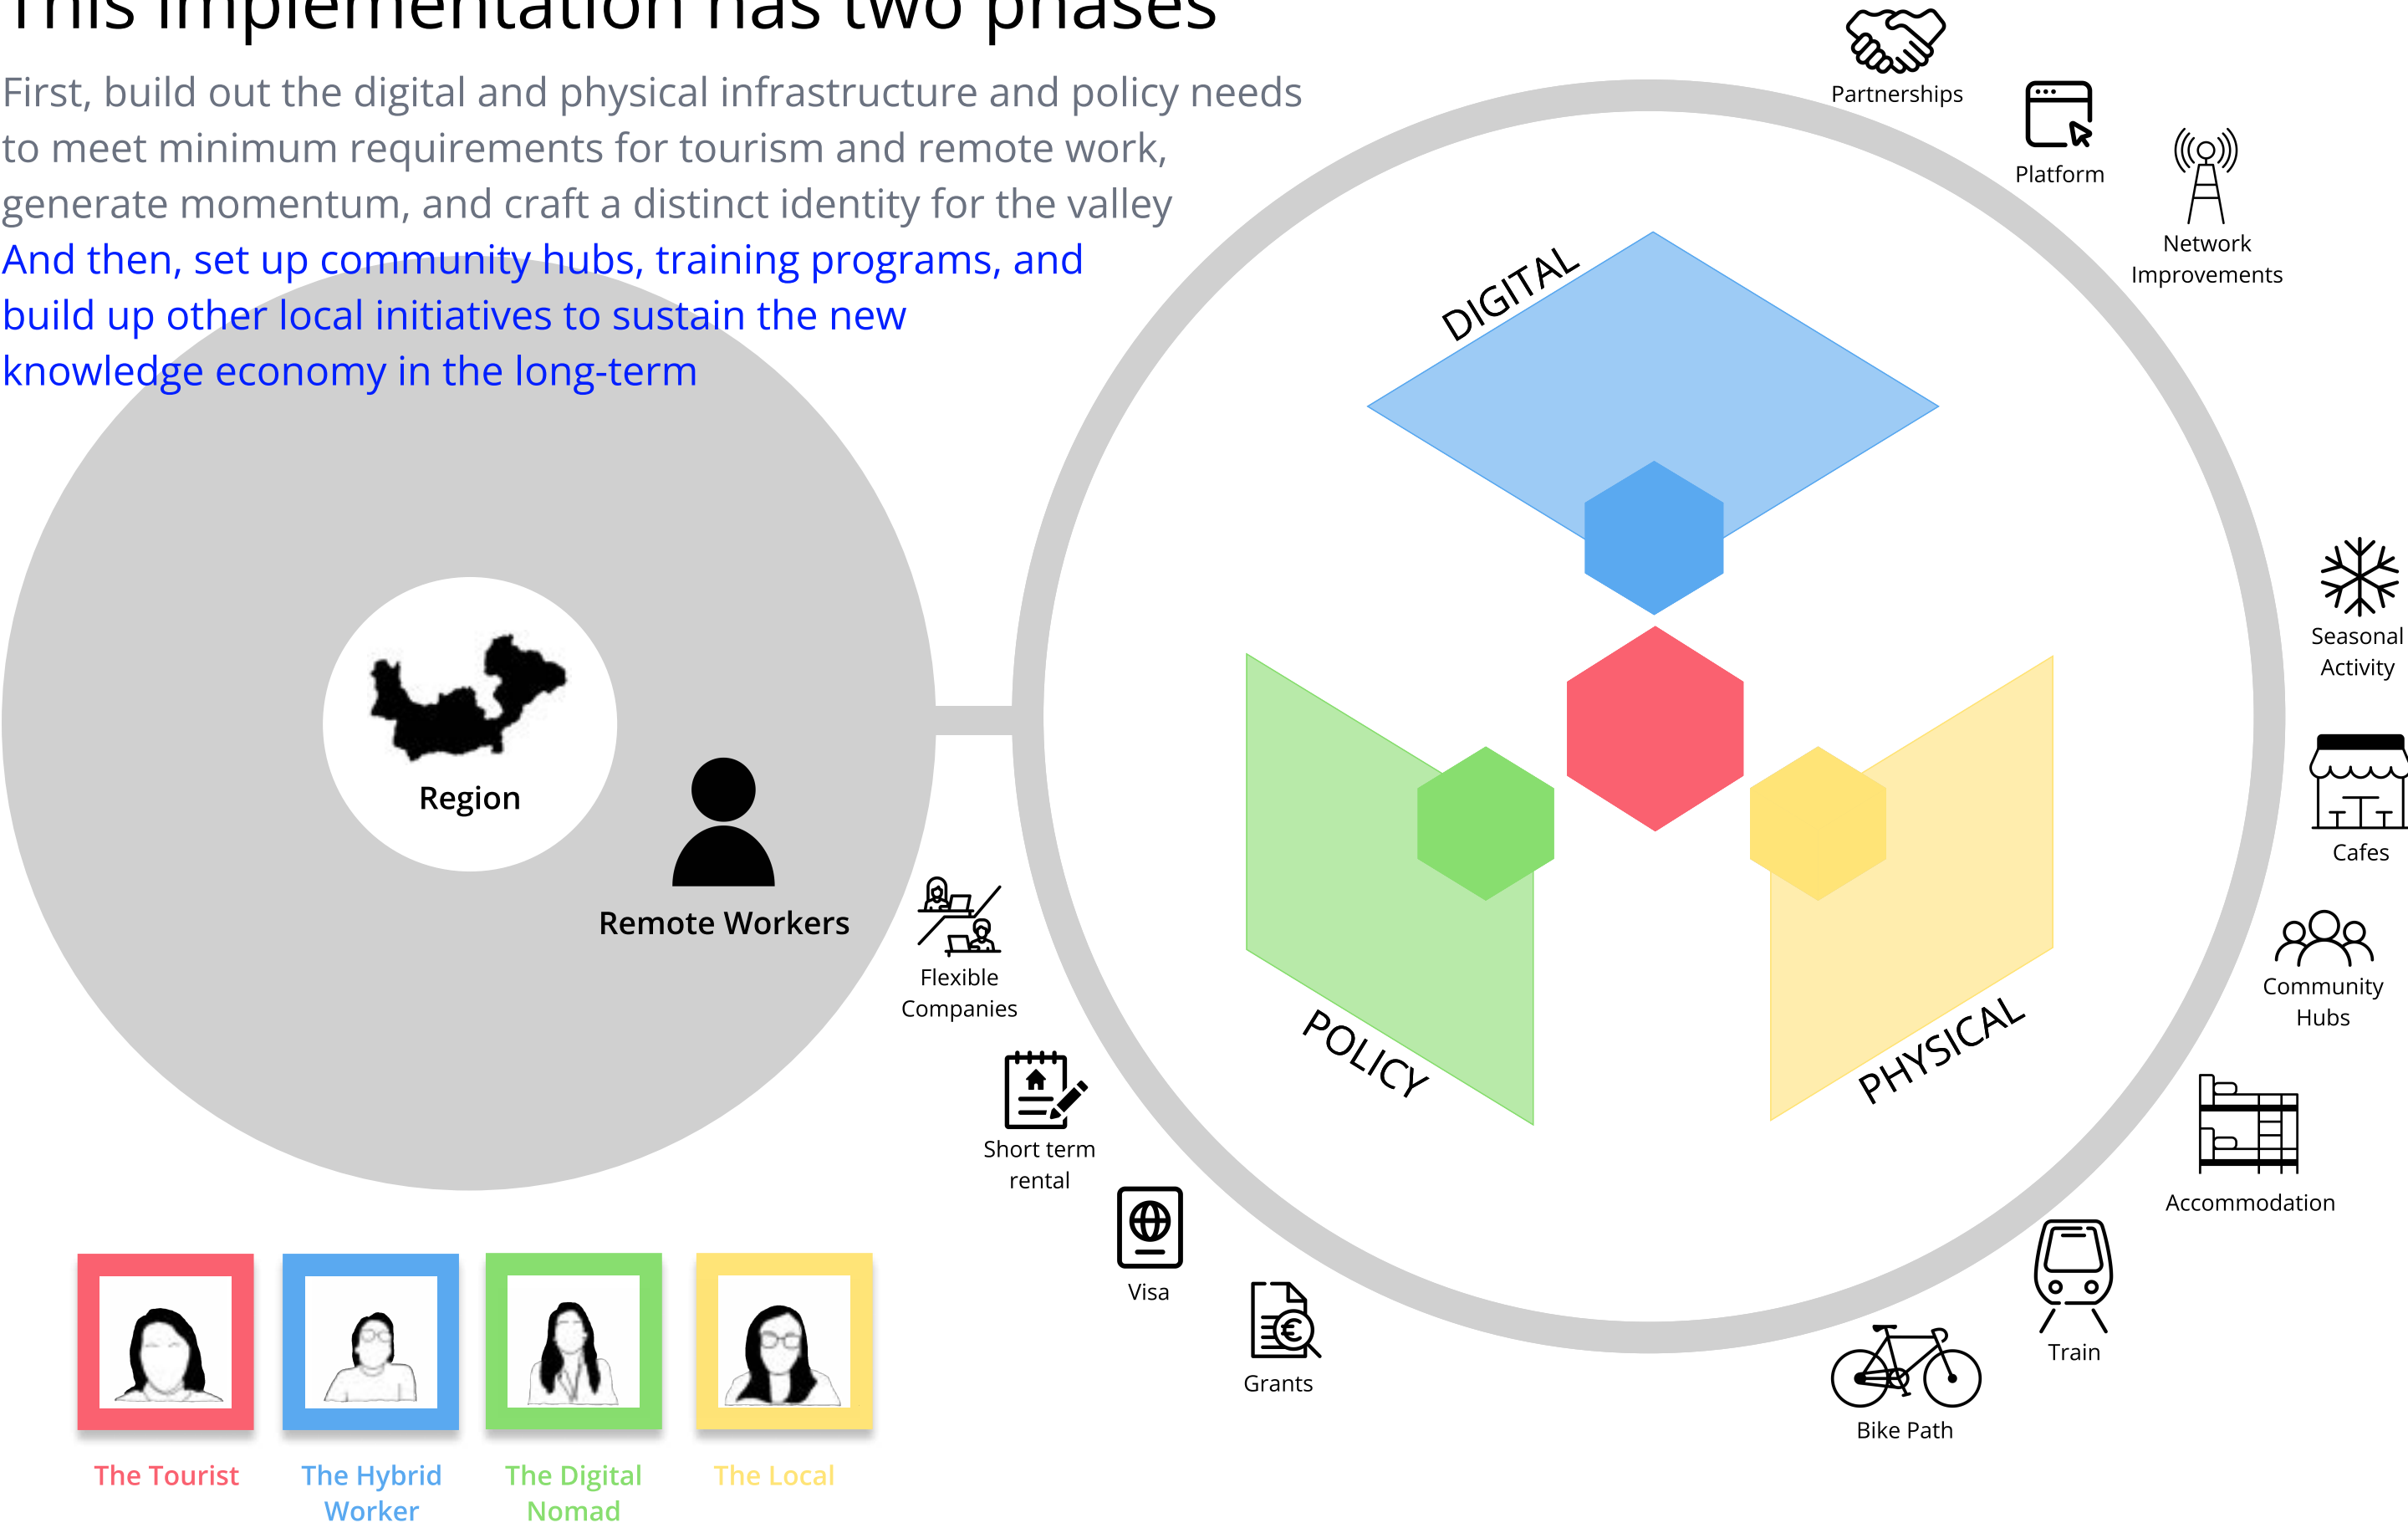 This implementation has two phases
First, build out the digital and physical infrastructure and policy needs
to meet minimum requirements for tourism and remote work,
generate momentum, and craft a distinct identity for the valley
And then, set up community hubs, training programs, and
build up other local initiatives to sustain the new
knowledge economy in the long-term
Partnerships
Platform
Network
Improvements
DIGITAL
Seasonal
Activity
Region
Cafes
Remote Workers
Flexible
Companies
Community
Hubs
POLICY
PHYSICAL
Short term
rental
Accommodation
Visa
Train
Grants
Bike Path
The Tourist
The Hybrid
Worker
The Digital
Nomad
The Local